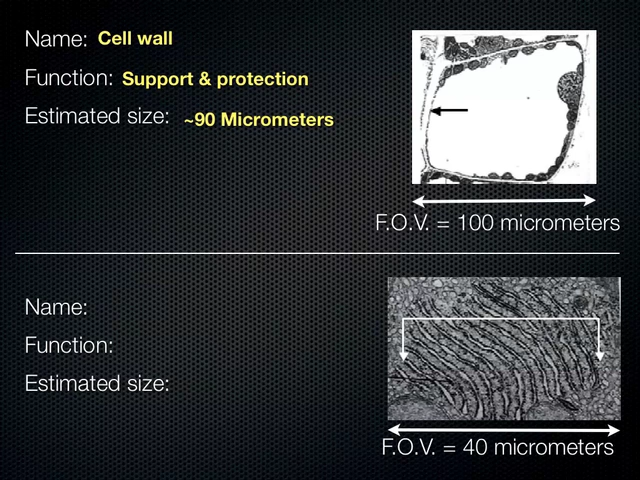 Name: Cell wall
Function: Support & protection
Estimated size: ~90 Micrometers
F.O.V. = 100 micrometers
Name:
Function:
Estimated size:
F.O.V. = 40 micrometers